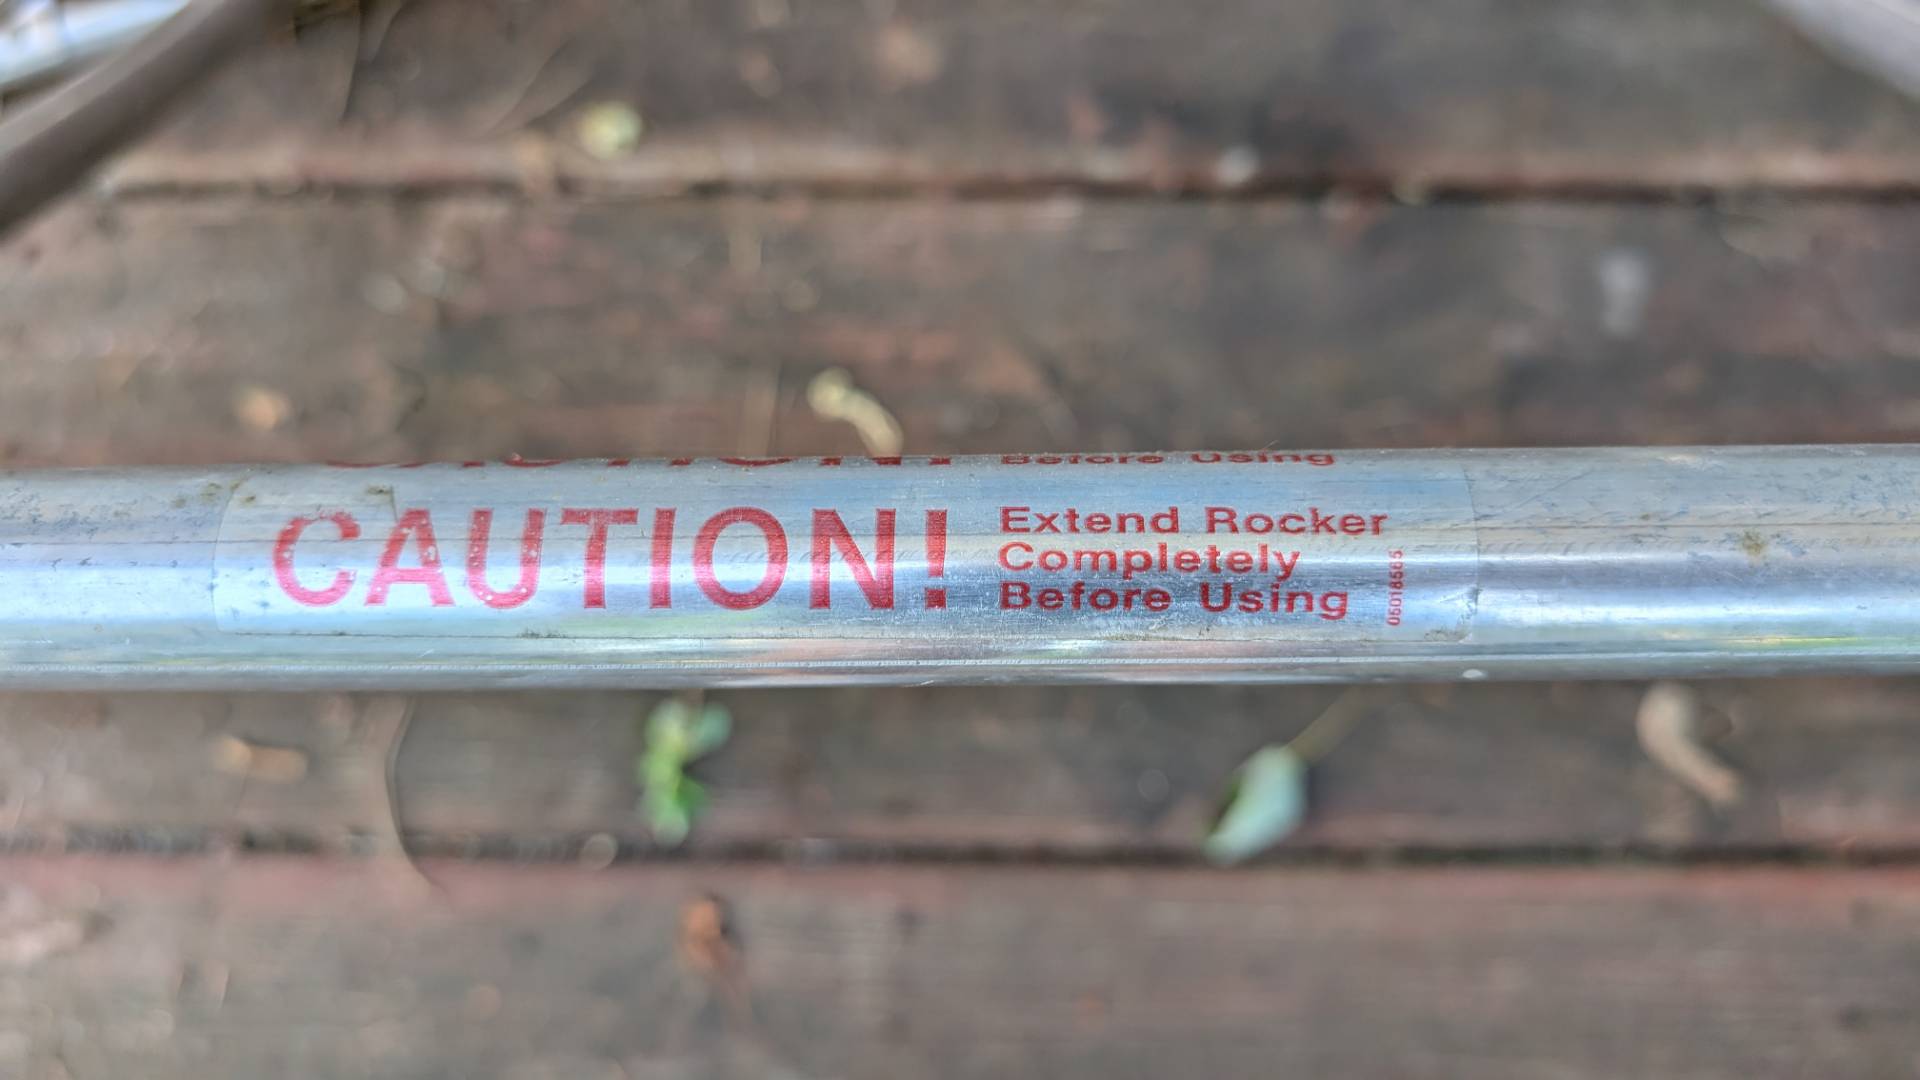 CAUTION!
Extend Rocker
Completely
Before Using
05018565
Before Using